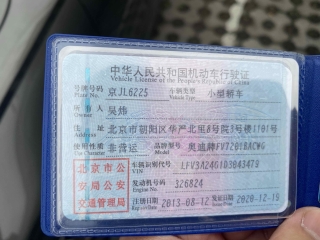 中华人民共和国机动车行驶证
Vehicle License of the People's Republic of China
号牌号码 京JL6225 车辆类型 小型轿车
Plate No. Vehicle Type
所有人 吴炜
Owner
住址 北京市朝阳区华严北里8号院3号楼1101号
Address
使用性质 非营运 品牌型号 奥迪牌FV7201BACWG
Use Character Model
北京市公安局公安交通管理局
车辆识别代号 LFV3A24G1D3043479
VIN
发动机号码 326824
Engine No.
注册日期 2013-08-12 发证日期 2020-12-19
Register Date Issue Date